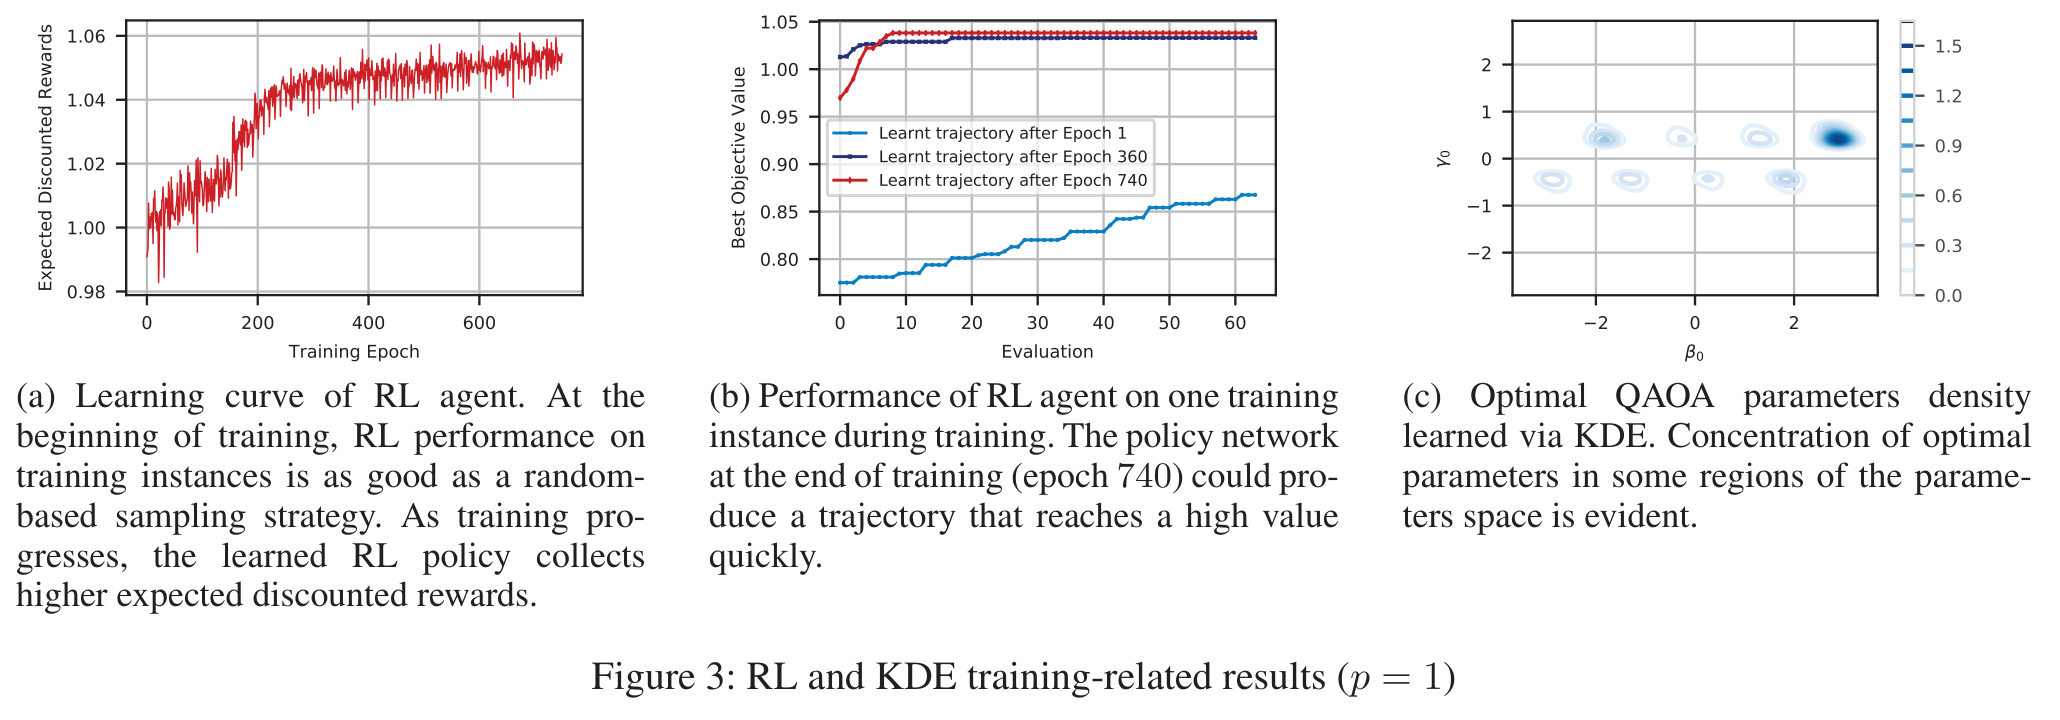 Expected Discounted Rewards
1.06
1.04
1.02
1.00
0.98
0
200
400
600
Training Epoch
Best Objective Value
1.05
1.00
0.95
0.90
0.85
0.80
Learnt trajectory after Epoch 1
Learnt trajectory after Epoch 360
Learnt trajectory after Epoch 740
0
10
20
30
40
50
60
Evaluation
γ₀
2
1
0
−1
−2
−2
0
2
β₀
1.5
1.2
0.9
0.6
0.3
0.0
(a) Learning curve of RL agent. At the
beginning of training, RL performance on
training instances is as good as a random-
based sampling strategy. As training pro-
gresses, the learned RL policy collects
higher expected discounted rewards.
(b) Performance of RL agent on one training
instance during training. The policy network
at the end of training (epoch 740) could pro-
duce a trajectory that reaches a high value
quickly.
(c) Optimal QAOA parameters density
learned via KDE. Concentration of optimal
parameters in some regions of the parame-
ters space is evident.
Figure 3: RL and KDE training-related results (p = 1)